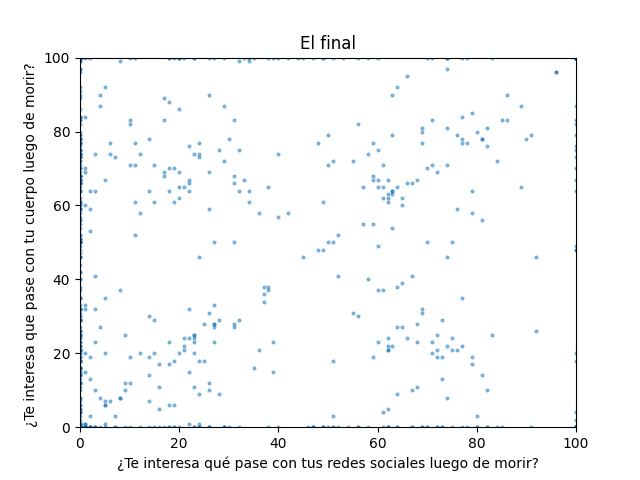 El final
¿Te interesa que pase con tu cuerpo luego de morir?
100
80
60
40
20
0
0 20 40 60 80 100
¿Te interesa qué pase con tus redes sociales luego de morir?